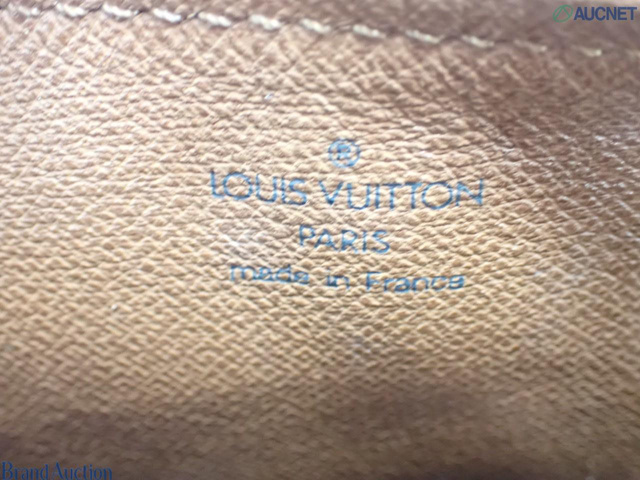 AUCNET
®
LOUIS VUITTON
PARIS
made in France
Brand Auction